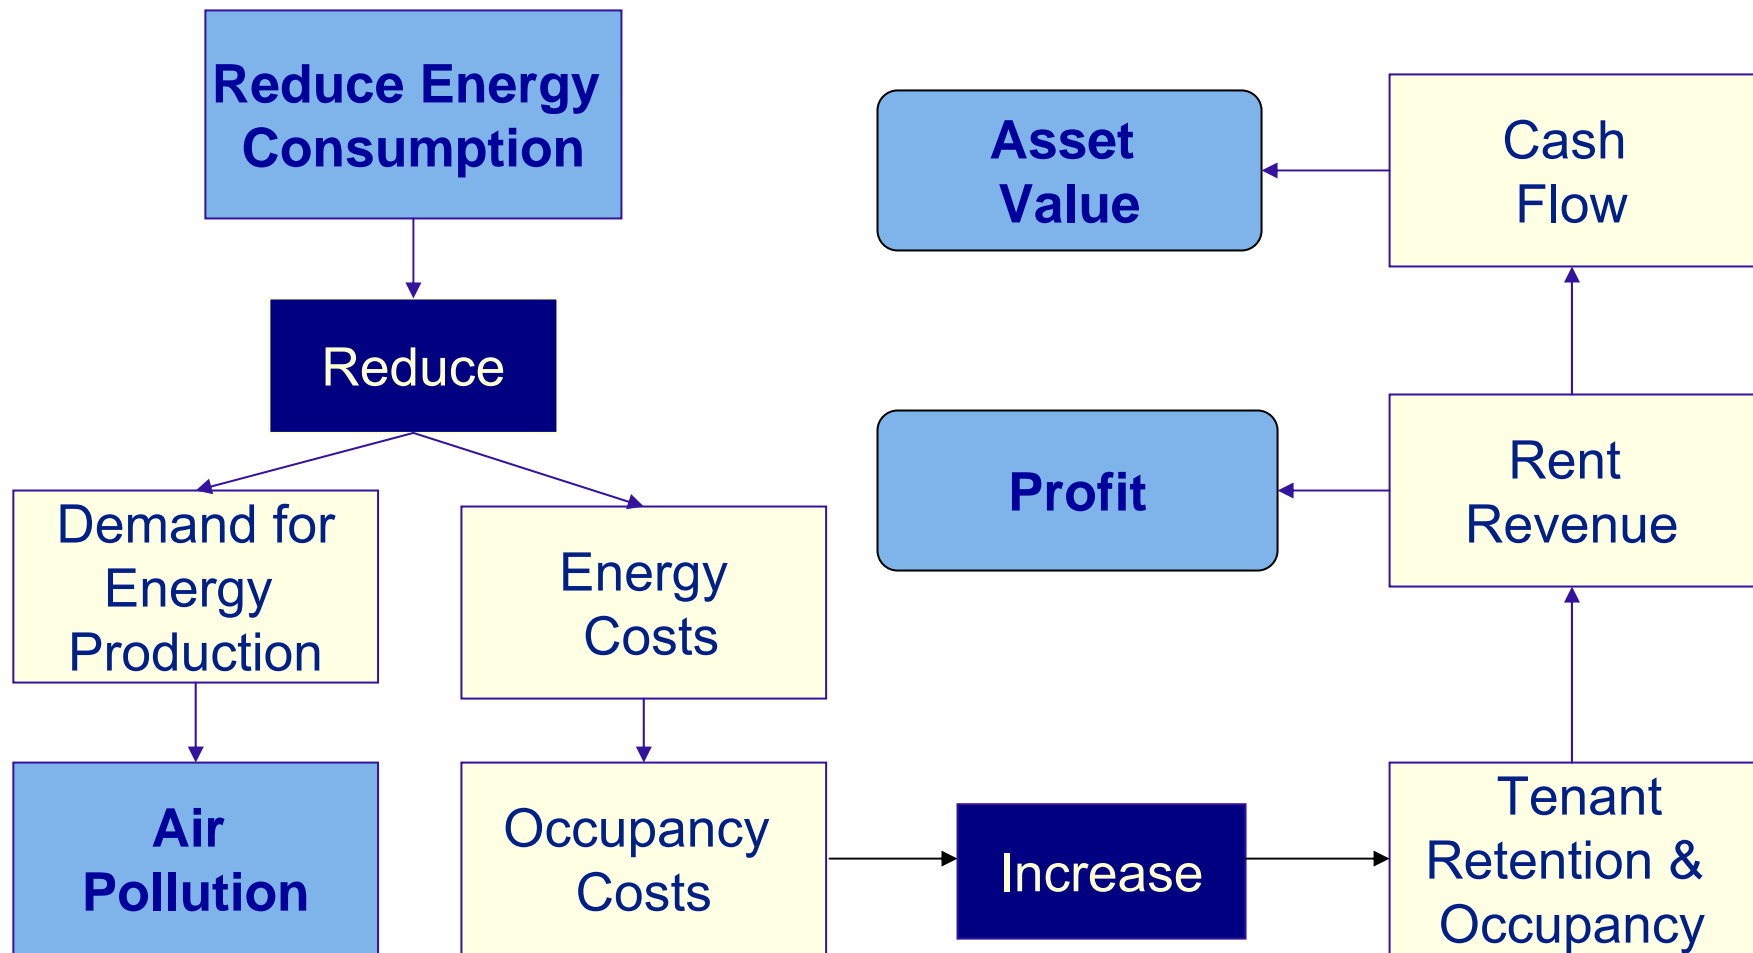 Reduce Energy
Consumption
Reduce
Demand for
Energy
Production
Air
Pollution
Energy
Costs
Occupancy
Costs
Increase
Tenant
Retention &
Occupancy
Rent
Revenue
Profit
Cash
Flow
Asset
Value